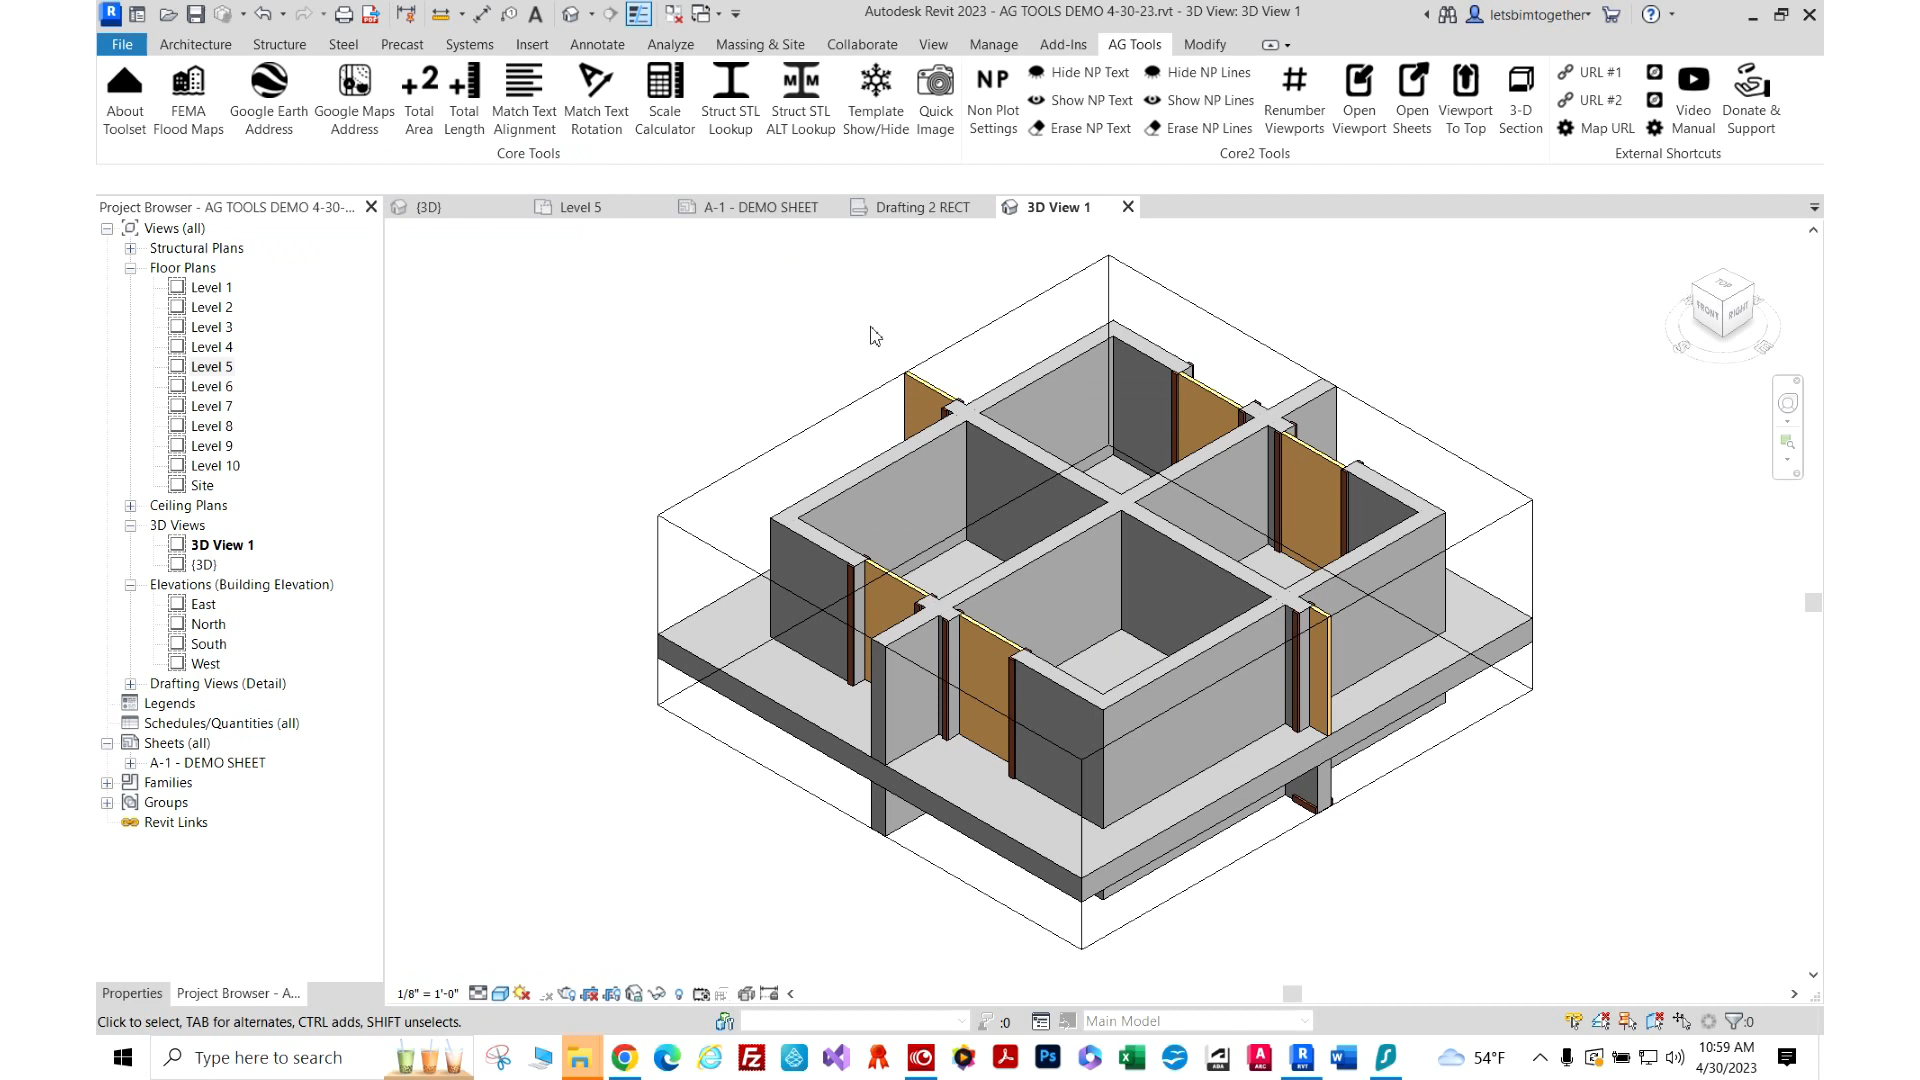 Autodesk Revit 2023 - AG TOOLS DEMO 4-30-23.rvt - 3D View: 3D View 1
letsbimtogether
File Architecture Structure Steel Precast Systems Insert Annotate Analyze Massing & Site Collaborate View Manage Add-Ins AG Tools Modify
About Toolset
FEMA Flood Maps
Google Earth Address
Google Maps Address
+2 Total Area
Total Length
Match Text Alignment
Match Text Rotation
Scale Calculator
Struct STL Lookup
Struct STL ALT Lookup
Template Show/Hide
Quick Image
Core Tools
NP
Non Plot Settings
Hide NP Text
Show NP Text
Erase NP Text
Hide NP Lines
Show NP Lines
Erase NP Lines
# Renumber Viewports
Open Viewport
Open Sheets
Viewport To Top
3-D Section
Core2 Tools
URL #1
URL #2
Map URL
Video Manual
Donate & Support
External Shortcuts
Project Browser - AG TOOLS DEMO 4-30-...
{3D}
Level 5
A-1 - DEMO SHEET
Drafting 2 RECT
3D View 1
Views (all)
Structural Plans
Floor Plans
Level 1
Level 2
Level 3
Level 4
Level 5
Level 6
Level 7
Level 8
Level 9
Level 10
Site
Ceiling Plans
3D Views
3D View 1
{3D}
Elevations (Building Elevation)
East
North
South
West
Drafting Views (Detail)
Legends
Schedules/Quantities (all)
Sheets (all)
A-1 - DEMO SHEET
Families
Groups
Revit Links
TOP
FRONT
RIGHT
Properties
Project Browser - A...
1/8" = 1'-0"
Click to select, TAB for alternates, CTRL adds, SHIFT unselects.
:0
Main Model
:0
Type here to search
54°F
10:59 AM
4/30/2023